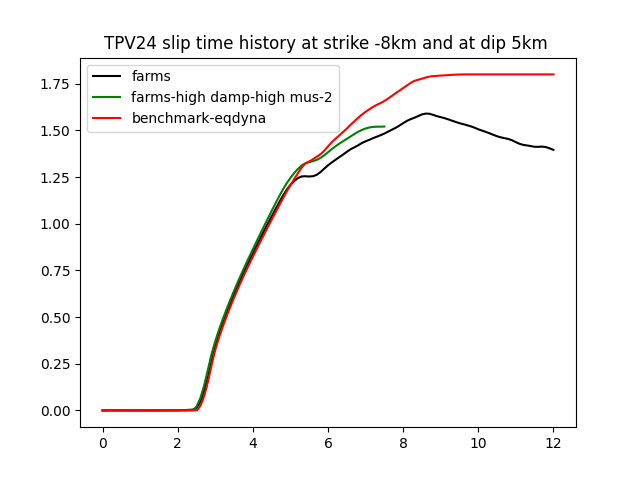 TPV24 slip time history at strike -8km and at dip 5km
farms
farms-high damp-high mus-2
benchmark-eqdyna
1.75
1.50
1.25
1.00
0.75
0.50
0.25
0.00
0 2 4 6 8 10 12